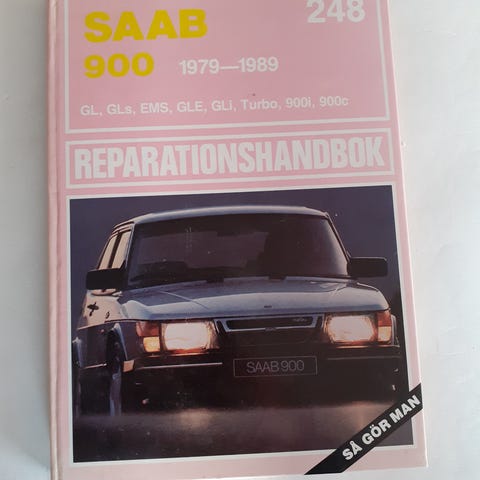 248
SAAB
900 1979—1989
GL, GLs, EMS, GLE, GLi, Turbo, 900i, 900c
REPARATIONSHANDBOK
SAAB 900
SÅ GÖR MAN